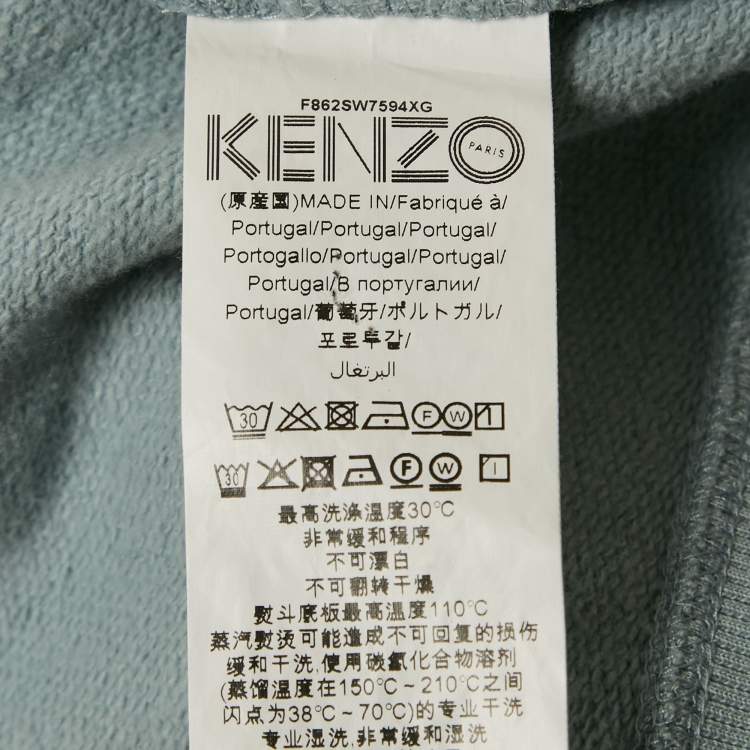 F862SW7594XG
KENZO PARIS
(原産国)MADE IN/Fabriqué à/
Portugal/Portugal/Portugal/
Portogallo/Portugal/Portugal/
Portugal/В португалии/
Portugal/葡萄牙/ポルトガル/
포르투갈/
البرتغال
30 F W 1
30 F W 1
最高洗涤温度30°C
非常缓和程序
不可漂白
不可翻转干燥
熨斗底板最高温度110°C
蒸汽熨烫可能造成不可回复的损伤
缓和干洗,使用碳氢化合物溶剂
(蒸馏温度在150°C~210°C之间
闪点为38°C~70°C)的专业干洗
专业湿洗,非常缓和湿洗